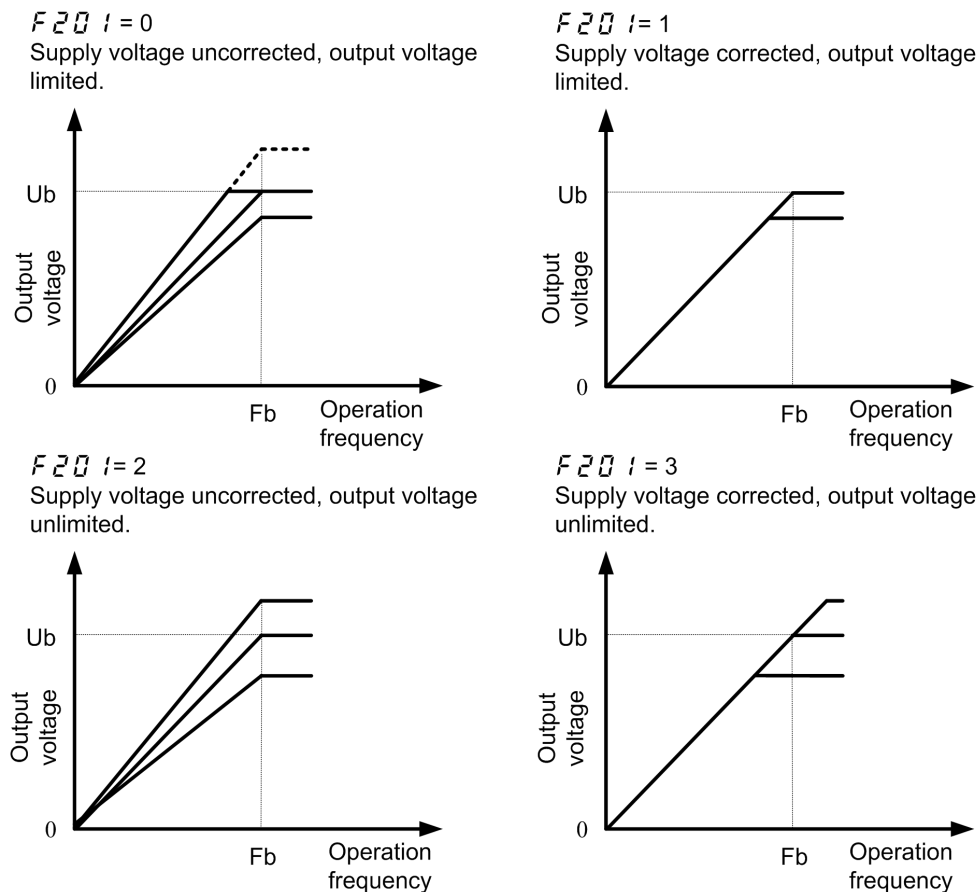 F201 = 0
Supply voltage uncorrected, output voltage
limited.
Ub
Output
voltage
0
Fb
Operation
frequency
F201 = 1
Supply voltage corrected, output voltage
limited.
Ub
Output
voltage
0
Fb
Operation
frequency
F201 = 2
Supply voltage uncorrected, output voltage
unlimited.
Ub
Output
voltage
0
Fb
Operation
frequency
F201 = 3
Supply voltage corrected, output voltage
unlimited.
Ub
Output
voltage
0
Fb
Operation
frequency